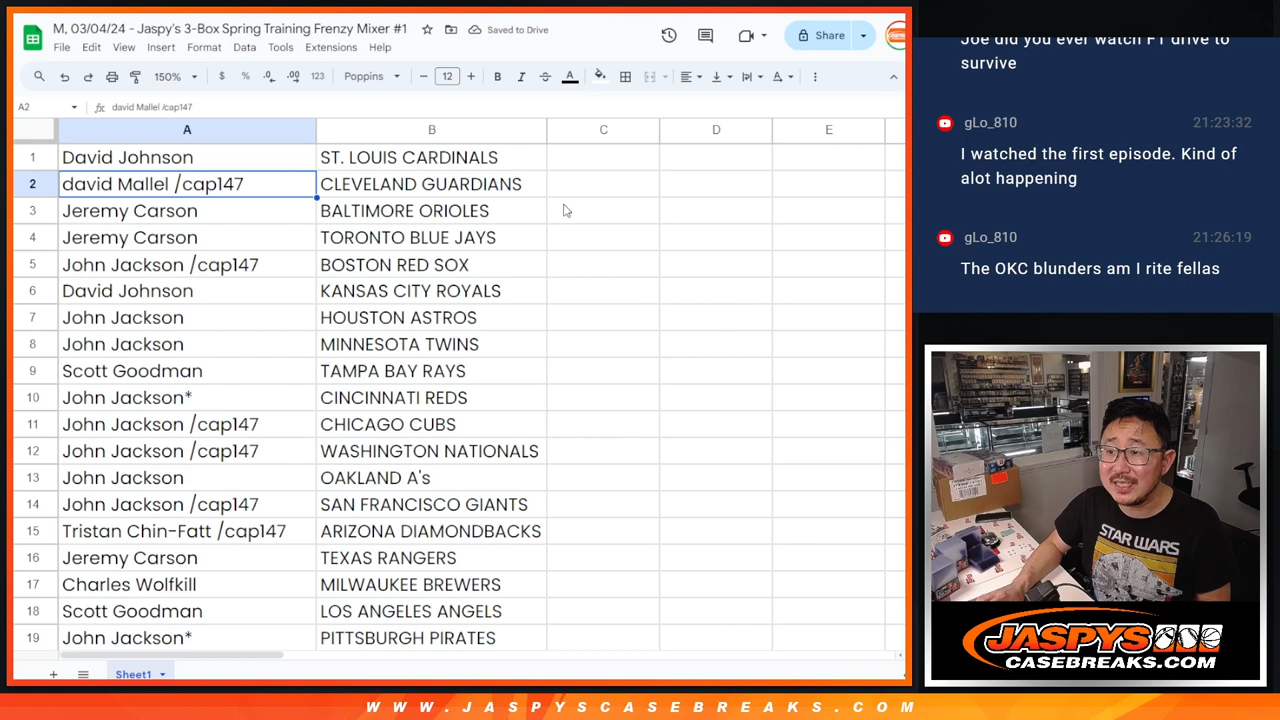 M, 03/04/24 - Jaspy's 3-Box Spring Training Frenzy Mixer #1
Saved to Drive
Share
File Edit View Insert Format Data Tools Extensions Help
150% $ % .0 .00 123 Poppins 12 B I A
A2 fx david Mallel /cap147
A B C D E
1 David Johnson ST. LOUIS CARDINALS
2 david Mallel /cap147 CLEVELAND GUARDIANS
3 Jeremy Carson BALTIMORE ORIOLES
4 Jeremy Carson TORONTO BLUE JAYS
5 John Jackson /cap147 BOSTON RED SOX
6 David Johnson KANSAS CITY ROYALS
7 John Jackson HOUSTON ASTROS
8 John Jackson MINNESOTA TWINS
9 Scott Goodman TAMPA BAY RAYS
10 John Jackson* CINCINNATI REDS
11 John Jackson /cap147 CHICAGO CUBS
12 John Jackson /cap147 WASHINGTON NATIONALS
13 John Jackson OAKLAND A's
14 John Jackson /cap147 SAN FRANCISCO GIANTS
15 Tristan Chin-Fatt /cap147 ARIZONA DIAMONDBACKS
16 Jeremy Carson TEXAS RANGERS
17 Charles Wolfkill MILWAUKEE BREWERS
18 Scott Goodman LOS ANGELES ANGELS
19 John Jackson* PITTSBURGH PIRATES
Sheet1
Joe did you ever watch F1 drive to
survive
gLo_810 21:23:32
I watched the first episode. Kind of
alot happening
gLo_810 21:26:19
The OKC blunders am I rite fellas
STAR WARS
JASPYS
CASEBREAKS.COM
WWW.JASPYSCASEBREAKS.COM